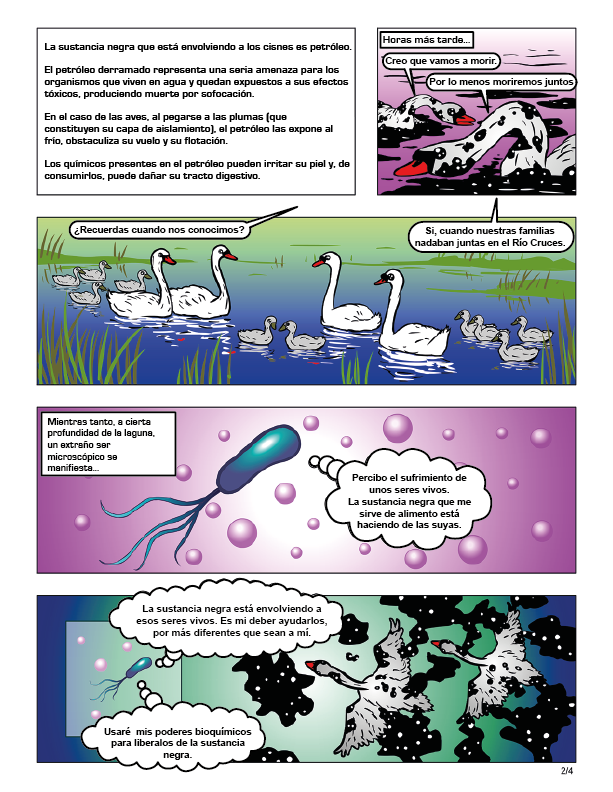 La sustancia negra que está envolviendo a los cisnes es petróleo.
El petróleo derramado representa una seria amenaza para los
organismos que viven en agua y quedan expuestos a sus efectos
tóxicos, produciendo muerte por sofocación.
En el caso de las aves, al pegarse a las plumas (que
constituyen su capa de aislamiento), el petróleo las expone al
frío, obstaculiza su vuelo y su flotación.
Los químicos presentes en el petróleo pueden irritar su piel y, de
consumirlos, puede dañar su tracto digestivo.
Horas más tarde...
Creo que vamos a morir.
Por lo menos moriremos juntos
¿Recuerdas cuando nos conocimos?
Si, cuando nuestras familias
nadaban juntas en el Río Cruces.
Mientras tanto, a cierta
profundidad de la laguna,
un extraño ser
microscópico se
manifiesta...
Percibo el sufrimiento de
unos seres vivos.
La sustancia negra que me
sirve de alimento está
haciendo de las suyas.
La sustancia negra está envolviendo a
esos seres vivos. Es mi deber ayudarlos,
por más diferentes que sean a mí.
Usaré mis poderes bioquímicos
para liberalos de la sustancia
negra.
2/4